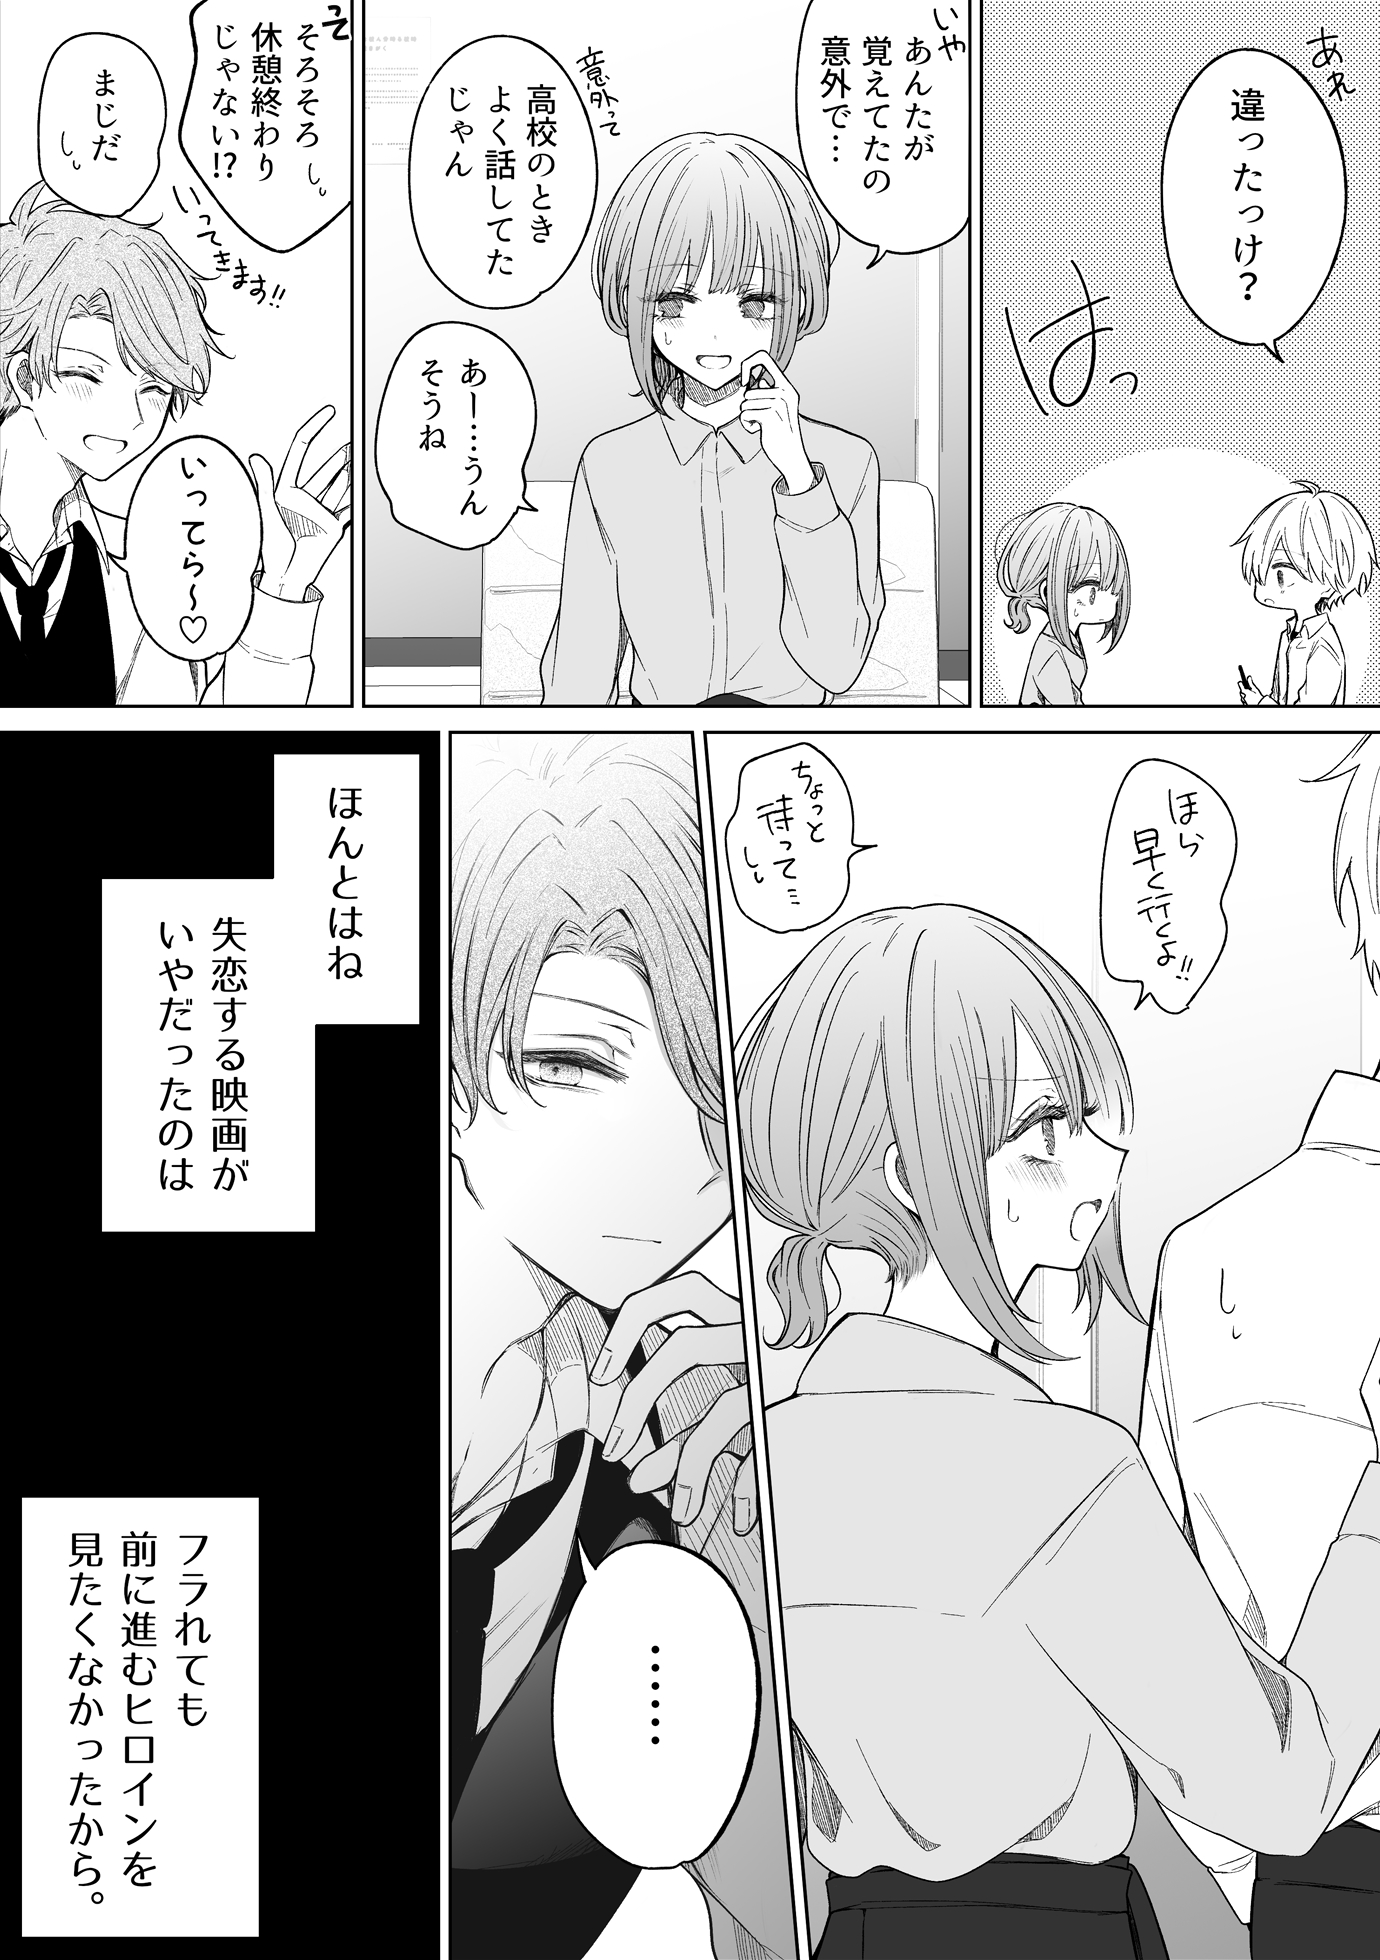 あれ
違ったっけ？
はっ
いや
あんたが
覚えてたの
意外で…
意外って
高校のとき
よく話してた
じゃん
あー…うん
そうね
そろそろ
休憩終わり
じゃない!?
まじだ
いってきます!!
いってら～♡
ほら
早く行くよ!!
ちょっと
待って…
……
ほんとはね
失恋する映画が
いやだったのは
フラれても
前に進むヒロインを
見たくなかったから。